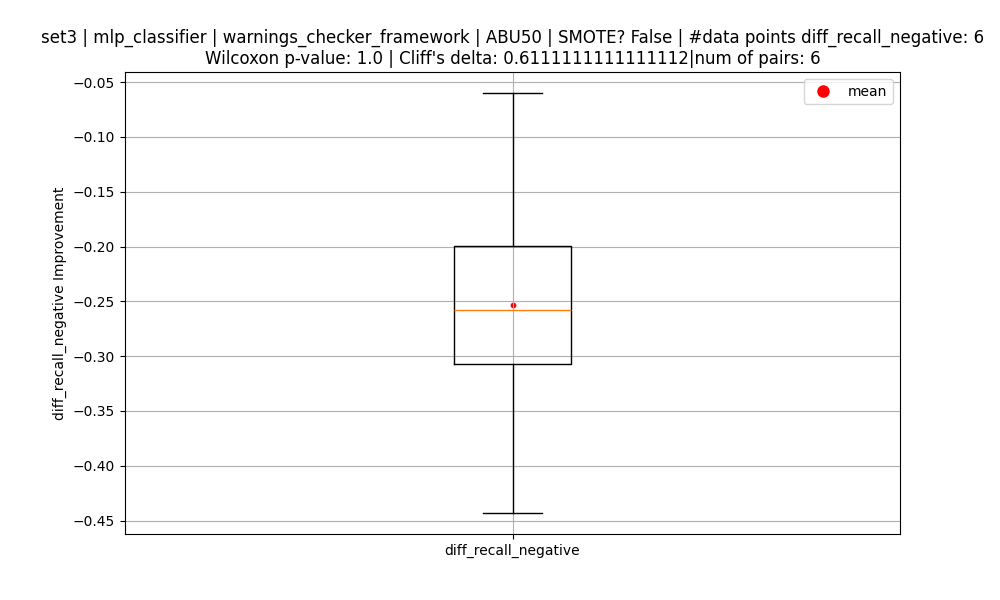 set3 | mlp_classifier | warnings_checker_framework | ABU50 | SMOTE? False | #data points diff_recall_negative: 6
Wilcoxon p-value: 1.0 | Cliff's delta: 0.6111111111111112|num of pairs: 6
mean
−0.05
−0.10
−0.15
−0.20
−0.25
−0.30
−0.35
−0.40
−0.45
diff_recall_negative Improvement
diff_recall_negative